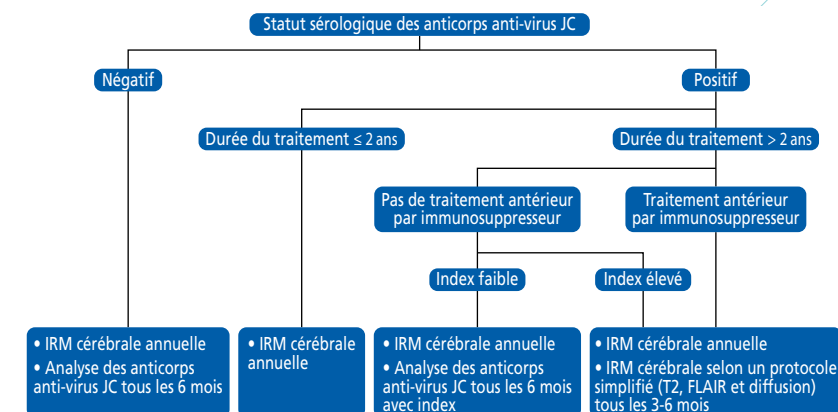 Statut sérologique des anticorps anti-virus JC
Négatif
Positif
Durée du traitement ≤ 2 ans
Durée du traitement > 2 ans
Pas de traitement antérieur
par immunosuppresseur
Traitement antérieur
par immunosuppresseur
Index faible
Index élevé
• IRM cérébrale annuelle
• Analyse des anticorps
anti-virus JC tous les 6 mois
• IRM cérébrale
annuelle
• IRM cérébrale annuelle
• Analyse des anticorps
anti-virus JC tous les 6 mois
avec index
• IRM cérébrale annuelle
• IRM cérébrale selon un protocole
simplifié (T2, FLAIR et diffusion)
tous les 3-6 mois